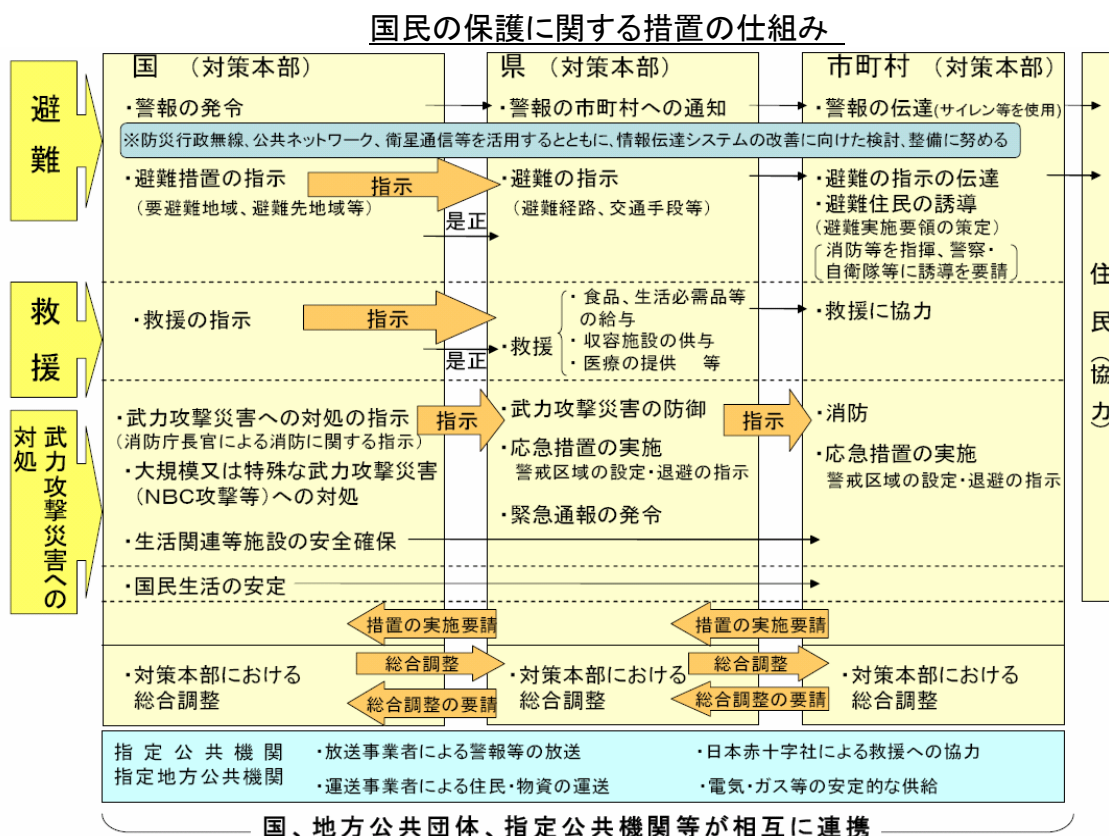 国民の保護に関する措置の仕組み
避難
救援
武力攻撃災害への
対処
国 (対策本部)
・警報の発令
※防災行政無線、公共ネットワーク、衛星通信等を活用するとともに、情報伝達システムの改善に向けた検討、整備に努める
・避難措置の指示
(要避難地域、避難先地域等)
指示
是正
・救援の指示
指示
是正
・武力攻撃災害への対処の指示
(消防庁長官による消防に関する指示)
指示
・大規模又は特殊な武力攻撃災害
(NBC攻撃等)への対処
・生活関連等施設の安全確保
・国民生活の安定
措置の実施要請
・対策本部における
総合調整
総合調整
総合調整の要請
県 (対策本部)
・警報の市町村への通知
・避難の指示
(避難経路、交通手段等)
・救援
・食品、生活必需品等
の給与
・収容施設の供与
・医療の提供 等
・武力攻撃災害の防御
指示
・応急措置の実施
警戒区域の設定・退避の指示
・緊急通報の発令
措置の実施要請
・対策本部における
総合調整
総合調整
総合調整の要請
市町村 (対策本部)
・警報の伝達(サイレン等を使用)
・避難の指示の伝達
・避難住民の誘導
(避難実施要領の策定)
消防等を指揮、警察・
自衛隊等に誘導を要請
・救援に協力
・消防
・応急措置の実施
警戒区域の設定・退避の指示
・対策本部における
総合調整
住民(協力)
指定公共機関
指定地方公共機関
・放送事業者による警報等の放送
・運送事業者による住民・物資の運送
・日本赤十字社による救援への協力
・電気・ガス等の安定的な供給
国、地方公共団体、指定公共機関等が相互に連携